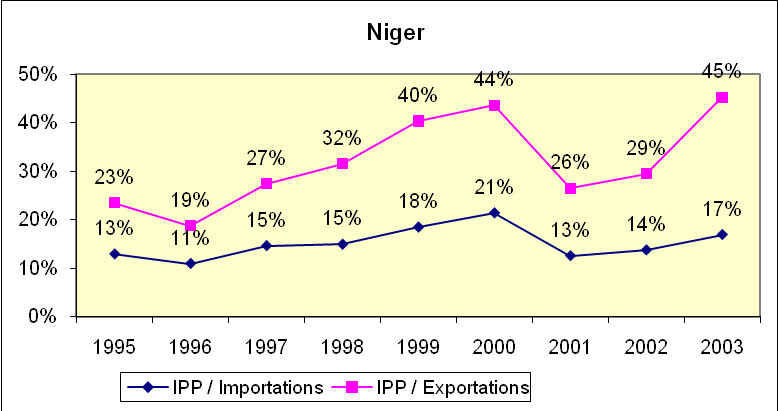 Niger
50%
40%
30%
20%
10%
0%
23% 19% 27% 32% 40% 44% 26% 29% 45%
13% 11% 15% 15% 18% 21% 13% 14% 17%
1995 1996 1997 1998 1999 2000 2001 2002 2003
IPP / Importations IPP / Exportations